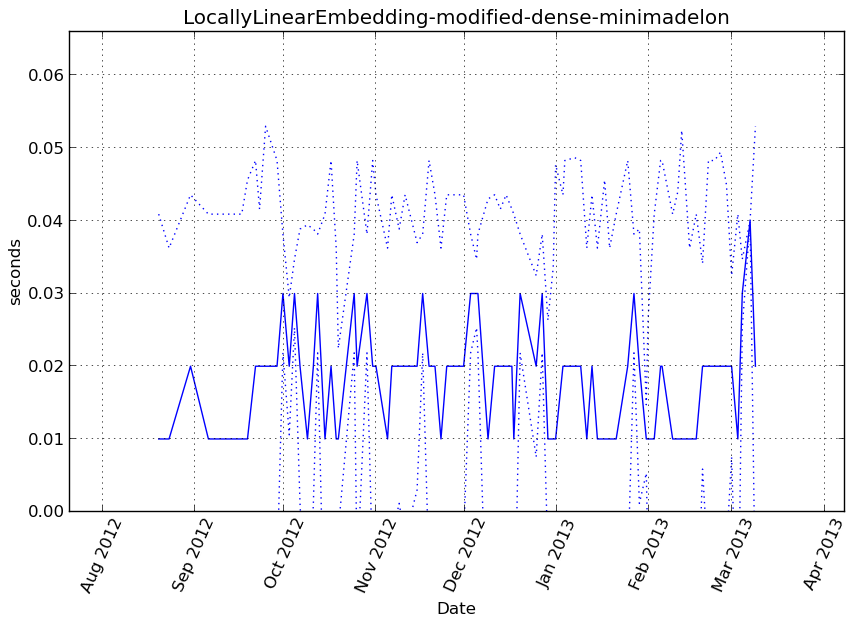 LocallyLinearEmbedding-modified-dense-minimadelon
0.06
0.05
0.04
0.03
0.02
0.01
0.00
seconds
Aug 2012
Sep 2012
Oct 2012
Nov 2012
Dec 2012
Jan 2013
Feb 2013
Mar 2013
Apr 2013
Date